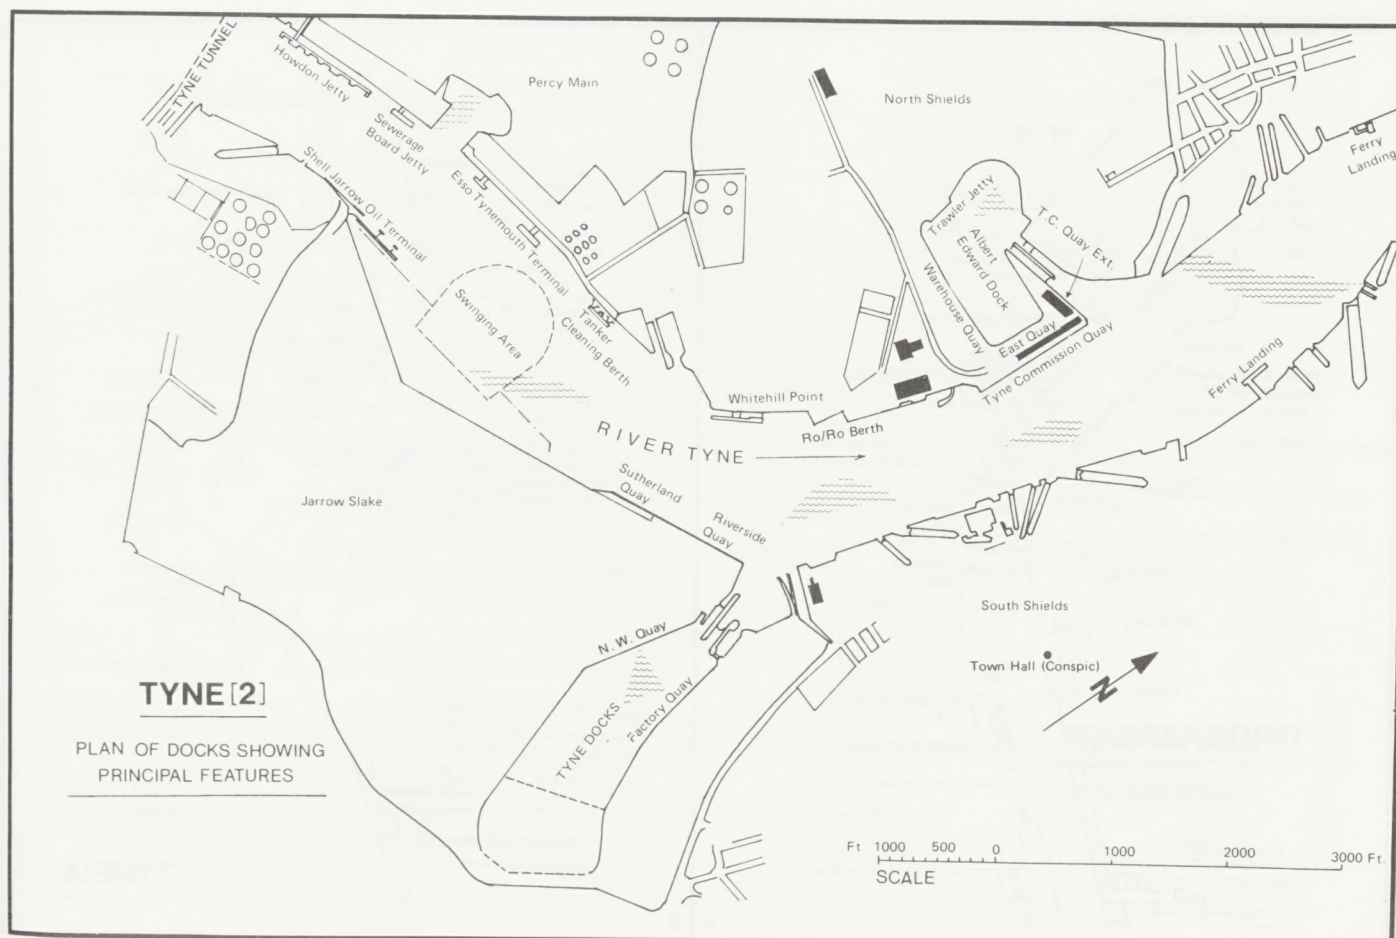 TYNE TUNNEL
Howdon Jetty
Sewerage
Board Jetty
Percy Main
North Shields
Ferry
Landing
Shell Jarrow Oil Terminal
Esso Tynemouth Terminal
Trawler Jetty
T.C. Quay Ext.
Albert
Edward Dock
Warehouse Quay
Swinging Area
Tanker
Cleaning Berth
East Quay
Tyne Commission Quay
Ferry Landing
Whitehill Point
Ro/Ro Berth
RIVER TYNE
Jarrow Slake
Sutherland
Quay
Riverside
Quay
South Shields
N. W. Quay
Town Hall (Conspic)
N
TYNE [2]
PLAN OF DOCKS SHOWING
PRINCIPAL FEATURES
TYNE DOCKS
Factory Quay
Ft 1000 500 0 1000 2000 3000 Ft.
SCALE